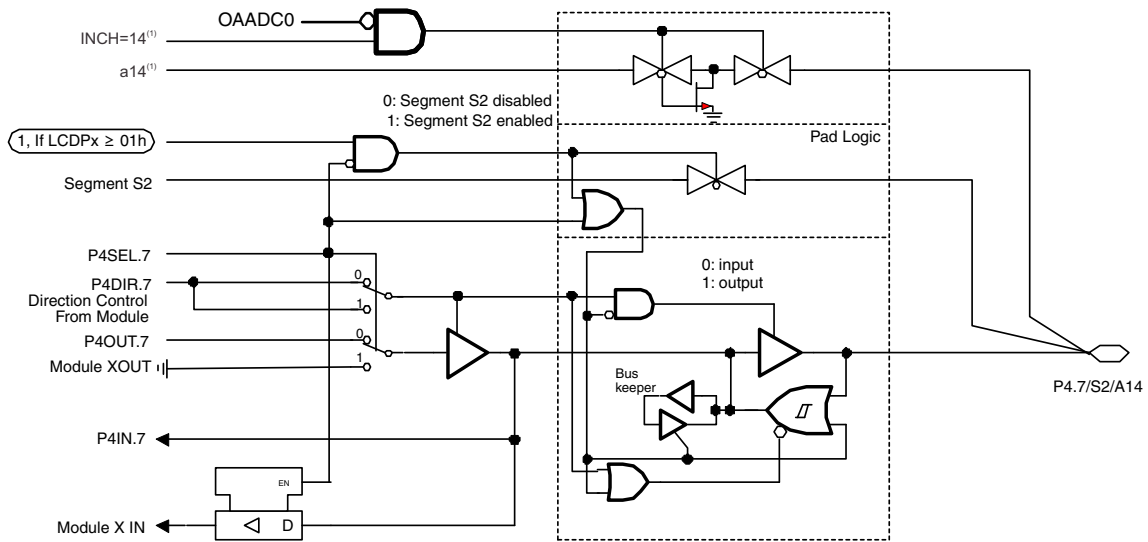 OAADC0
INCH=14(1)
a14(1)
0: Segment S2 disabled
1: Segment S2 enabled
Pad Logic
1, If LCDPx ≥ 01h
Segment S2
P4SEL.7
P4DIR.7
0
Direction Control
From Module
1
0: input
1: output
P4OUT.7
0
Module XOUT
1
Bus
keeper
P4.7/S2/A14
P4IN.7
EN
Module X IN
D